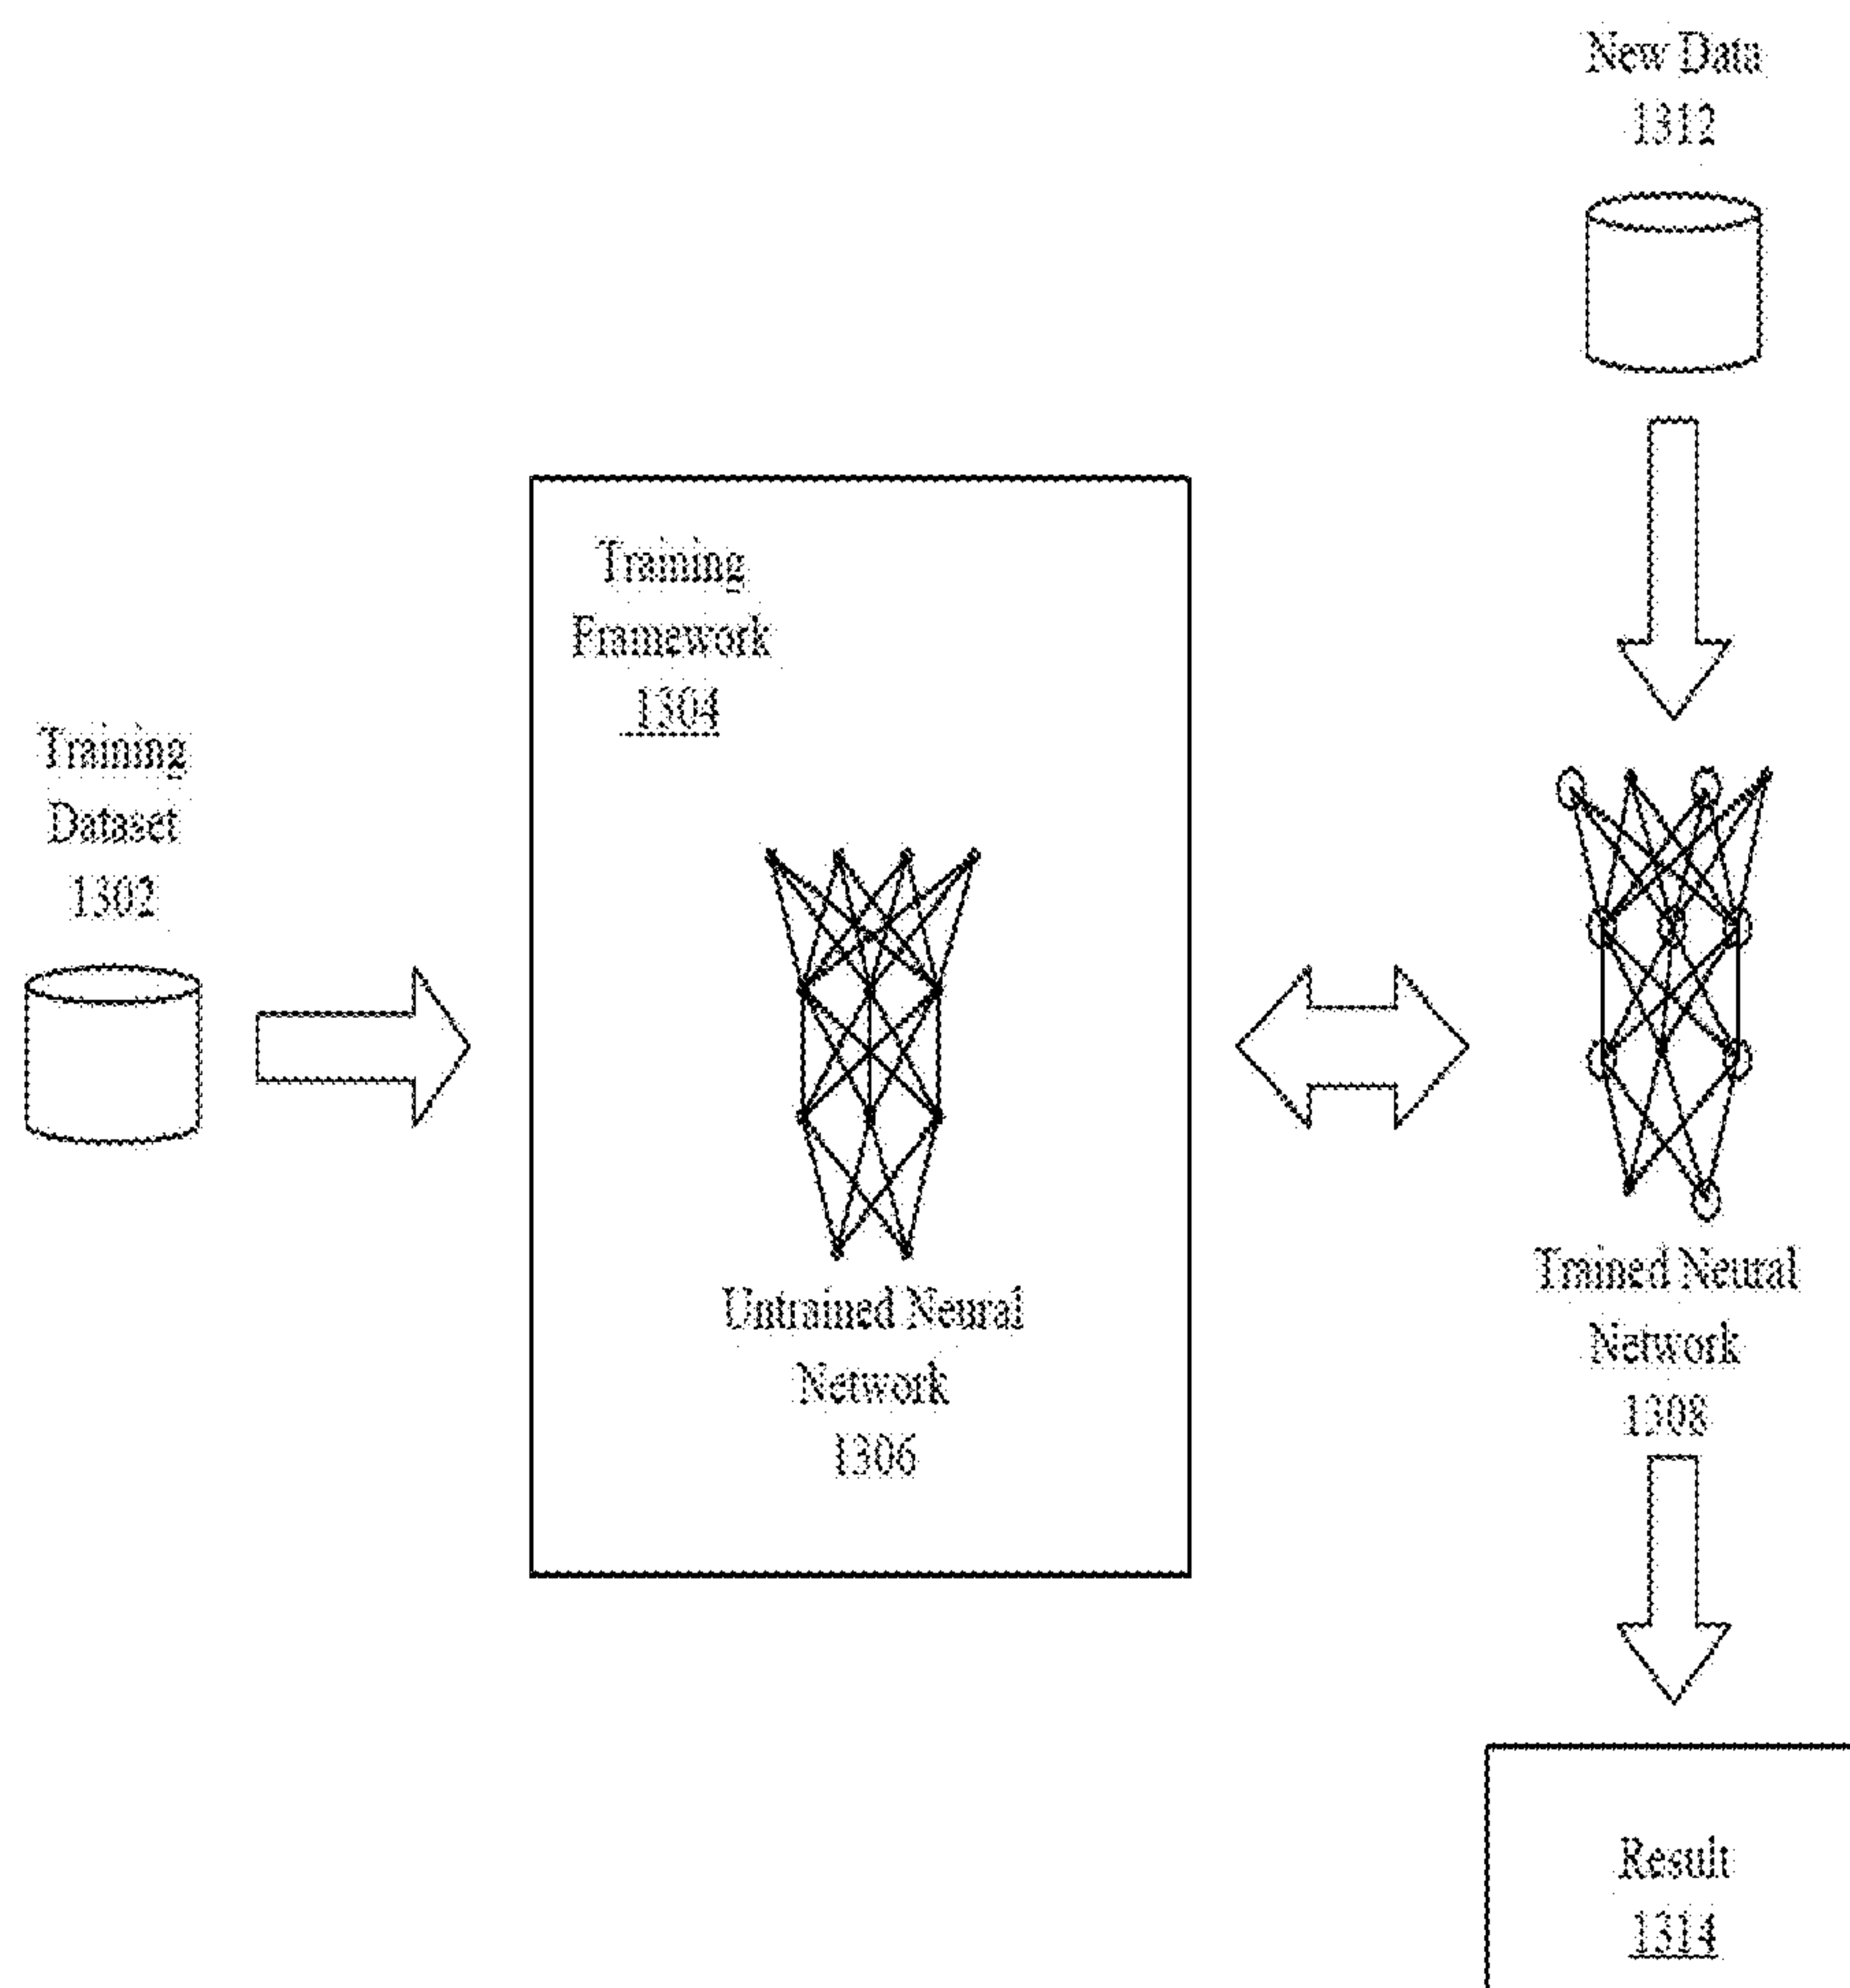 New Data
1312
Training
Framework
1304
Training
Dataset
1302
Untrained Neural
Network
1306
Trained Neural
Network
1308
Result
1314